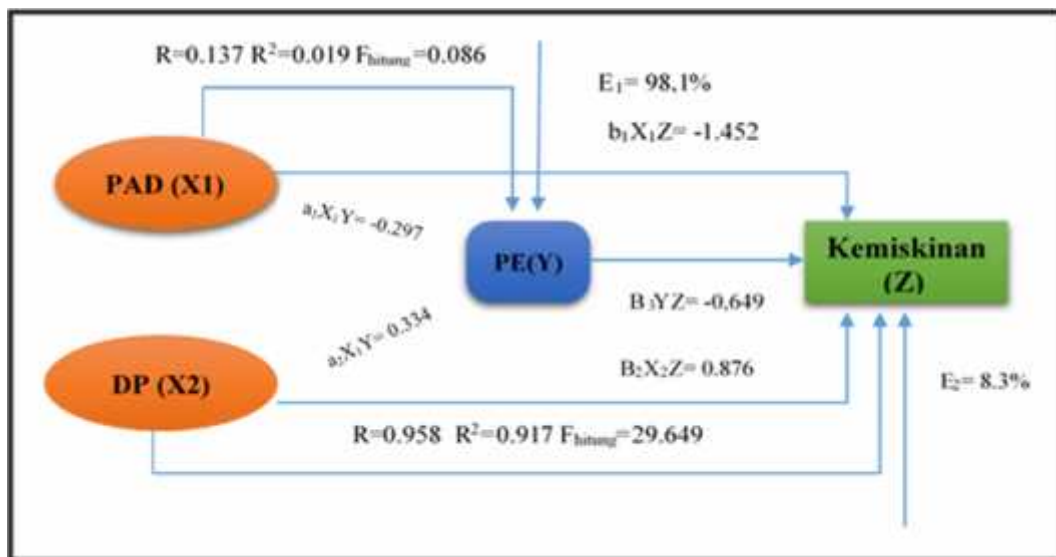 R=0.137 R²=0.019 Fhitung=0.086
E1= 98,1%
b1X1Z= -1.452
PAD (X1)
a1X1Y= -0.297
PE(Y)
Kemiskinan
(Z)
B3YZ= -0,649
a2X1Y= 0.334
DP (X2)
B2X2Z= 0.876
E2= 8.3%
R=0.958 R²=0.917 Fhitung=29.649